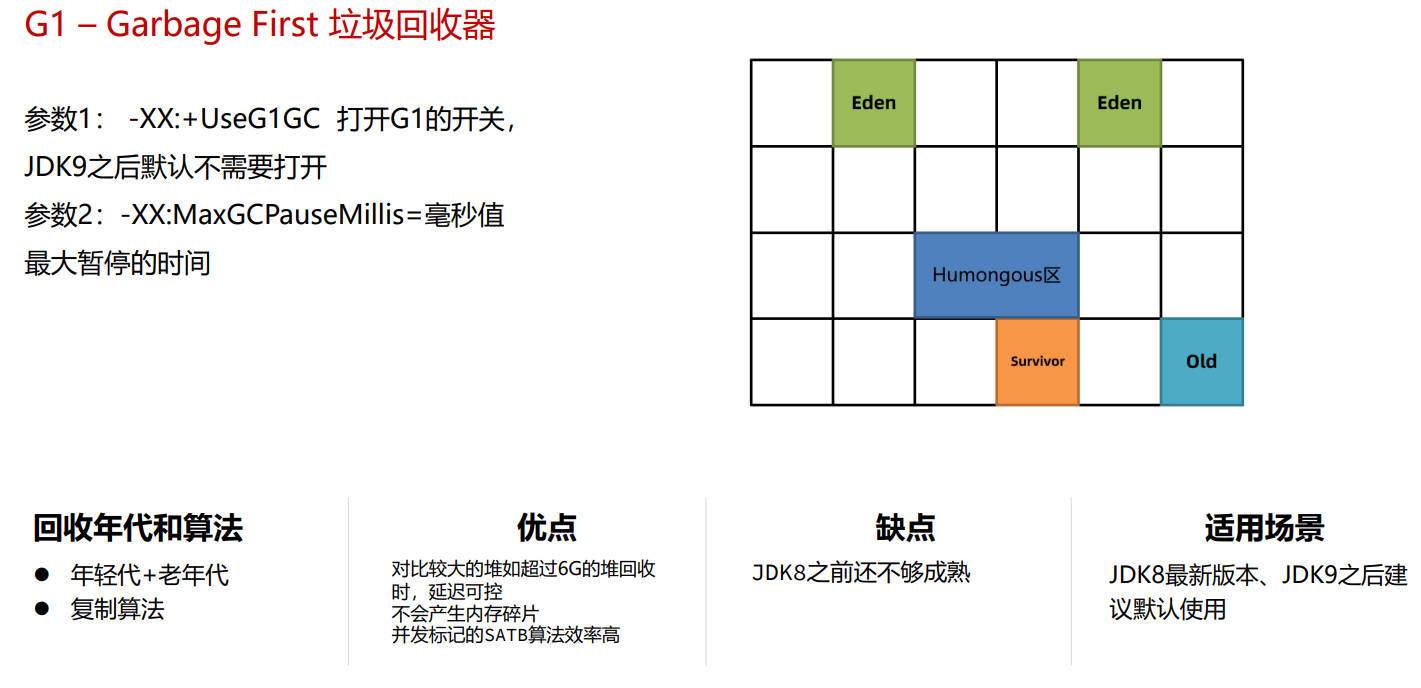 G1 – Garbage First 垃圾回收器
参数1： -XX:+UseG1GC 打开G1的开关，
JDK9之后默认不需要打开
参数2：-XX:MaxGCPauseMillis=毫秒值
最大暂停的时间
Eden
Eden
Humongous区
Survivor
Old
回收年代和算法
● 年轻代+老年代
● 复制算法
优点
对比较大的堆如超过6G的堆回收
时，延迟可控
不会产生内存碎片
并发标记的SATB算法效率高
缺点
JDK8之前还不够成熟
适用场景
JDK8最新版本、JDK9之后建
议默认使用